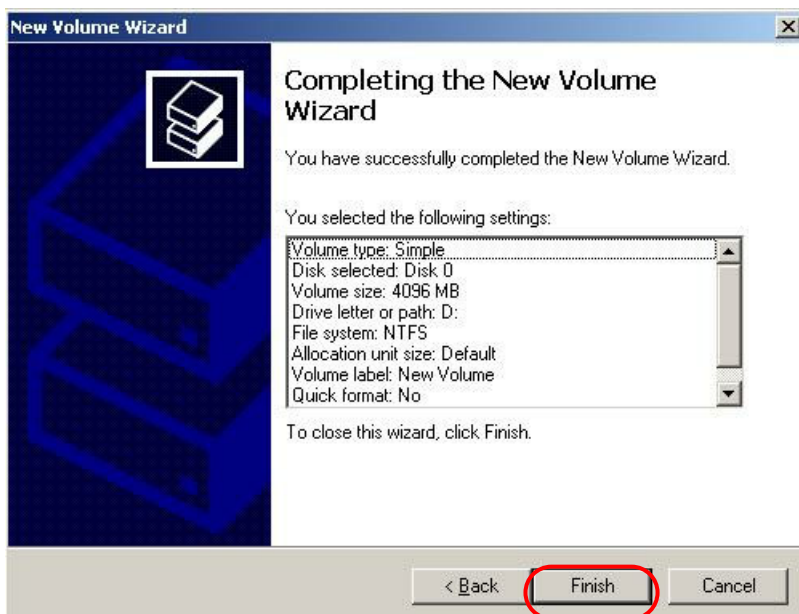 New Volume Wizard
Completing the New Volume
Wizard
You have successfully completed the New Volume Wizard.
You selected the following settings:
Volume type: Simple
Disk selected: Disk 0
Volume size: 4096 MB
Drive letter or path: D:
File system: NTFS
Allocation unit size: Default
Volume label: New Volume
Quick format: No
To close this wizard, click Finish.
< Back Finish Cancel